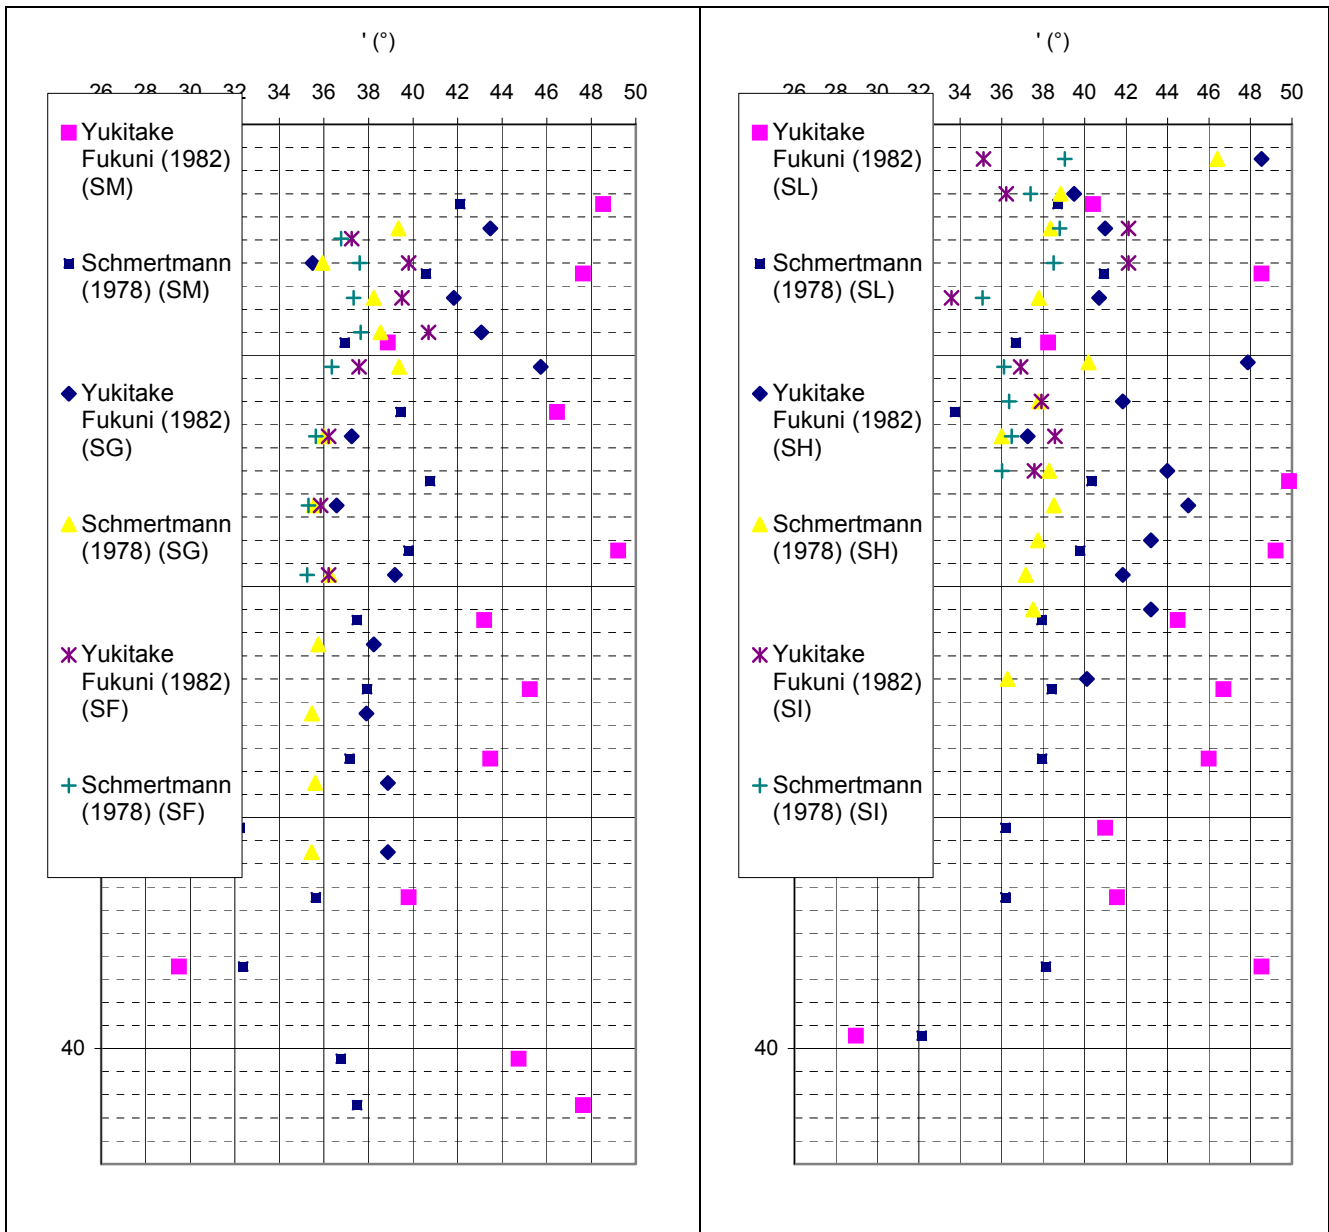 ' (°)
26 28 30 32 34 36 38 40 42 44 46 48 50
Yukitake
Fukuni (1982)
(SM)
Schmertmann
(1978) (SM)
Yukitake
Fukuni (1982)
(SG)
Schmertmann
(1978) (SG)
Yukitake
Fukuni (1982)
(SF)
Schmertmann
(1978) (SF)
40
' (°)
26 28 30 32 34 36 38 40 42 44 46 48 50
Yukitake
Fukuni (1982)
(SL)
Schmertmann
(1978) (SL)
Yukitake
Fukuni (1982)
(SH)
Schmertmann
(1978) (SH)
Yukitake
Fukuni (1982)
(SI)
Schmertmann
(1978) (SI)
40